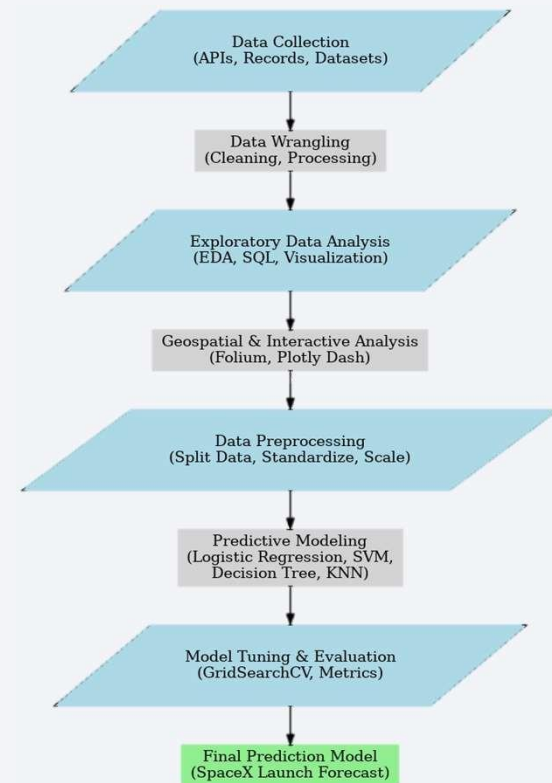 Data Collection
(APIs, Records, Datasets)
Data Wrangling
(Cleaning, Processing)
Exploratory Data Analysis
(EDA, SQL, Visualization)
Geospatial & Interactive Analysis
(Folium, Plotly Dash)
Data Preprocessing
(Split Data, Standardize, Scale)
Predictive Modeling
(Logistic Regression, SVM,
Decision Tree, KNN)
Model Tuning & Evaluation
(GridSearchCV, Metrics)
Final Prediction Model
(SpaceX Launch Forecast)